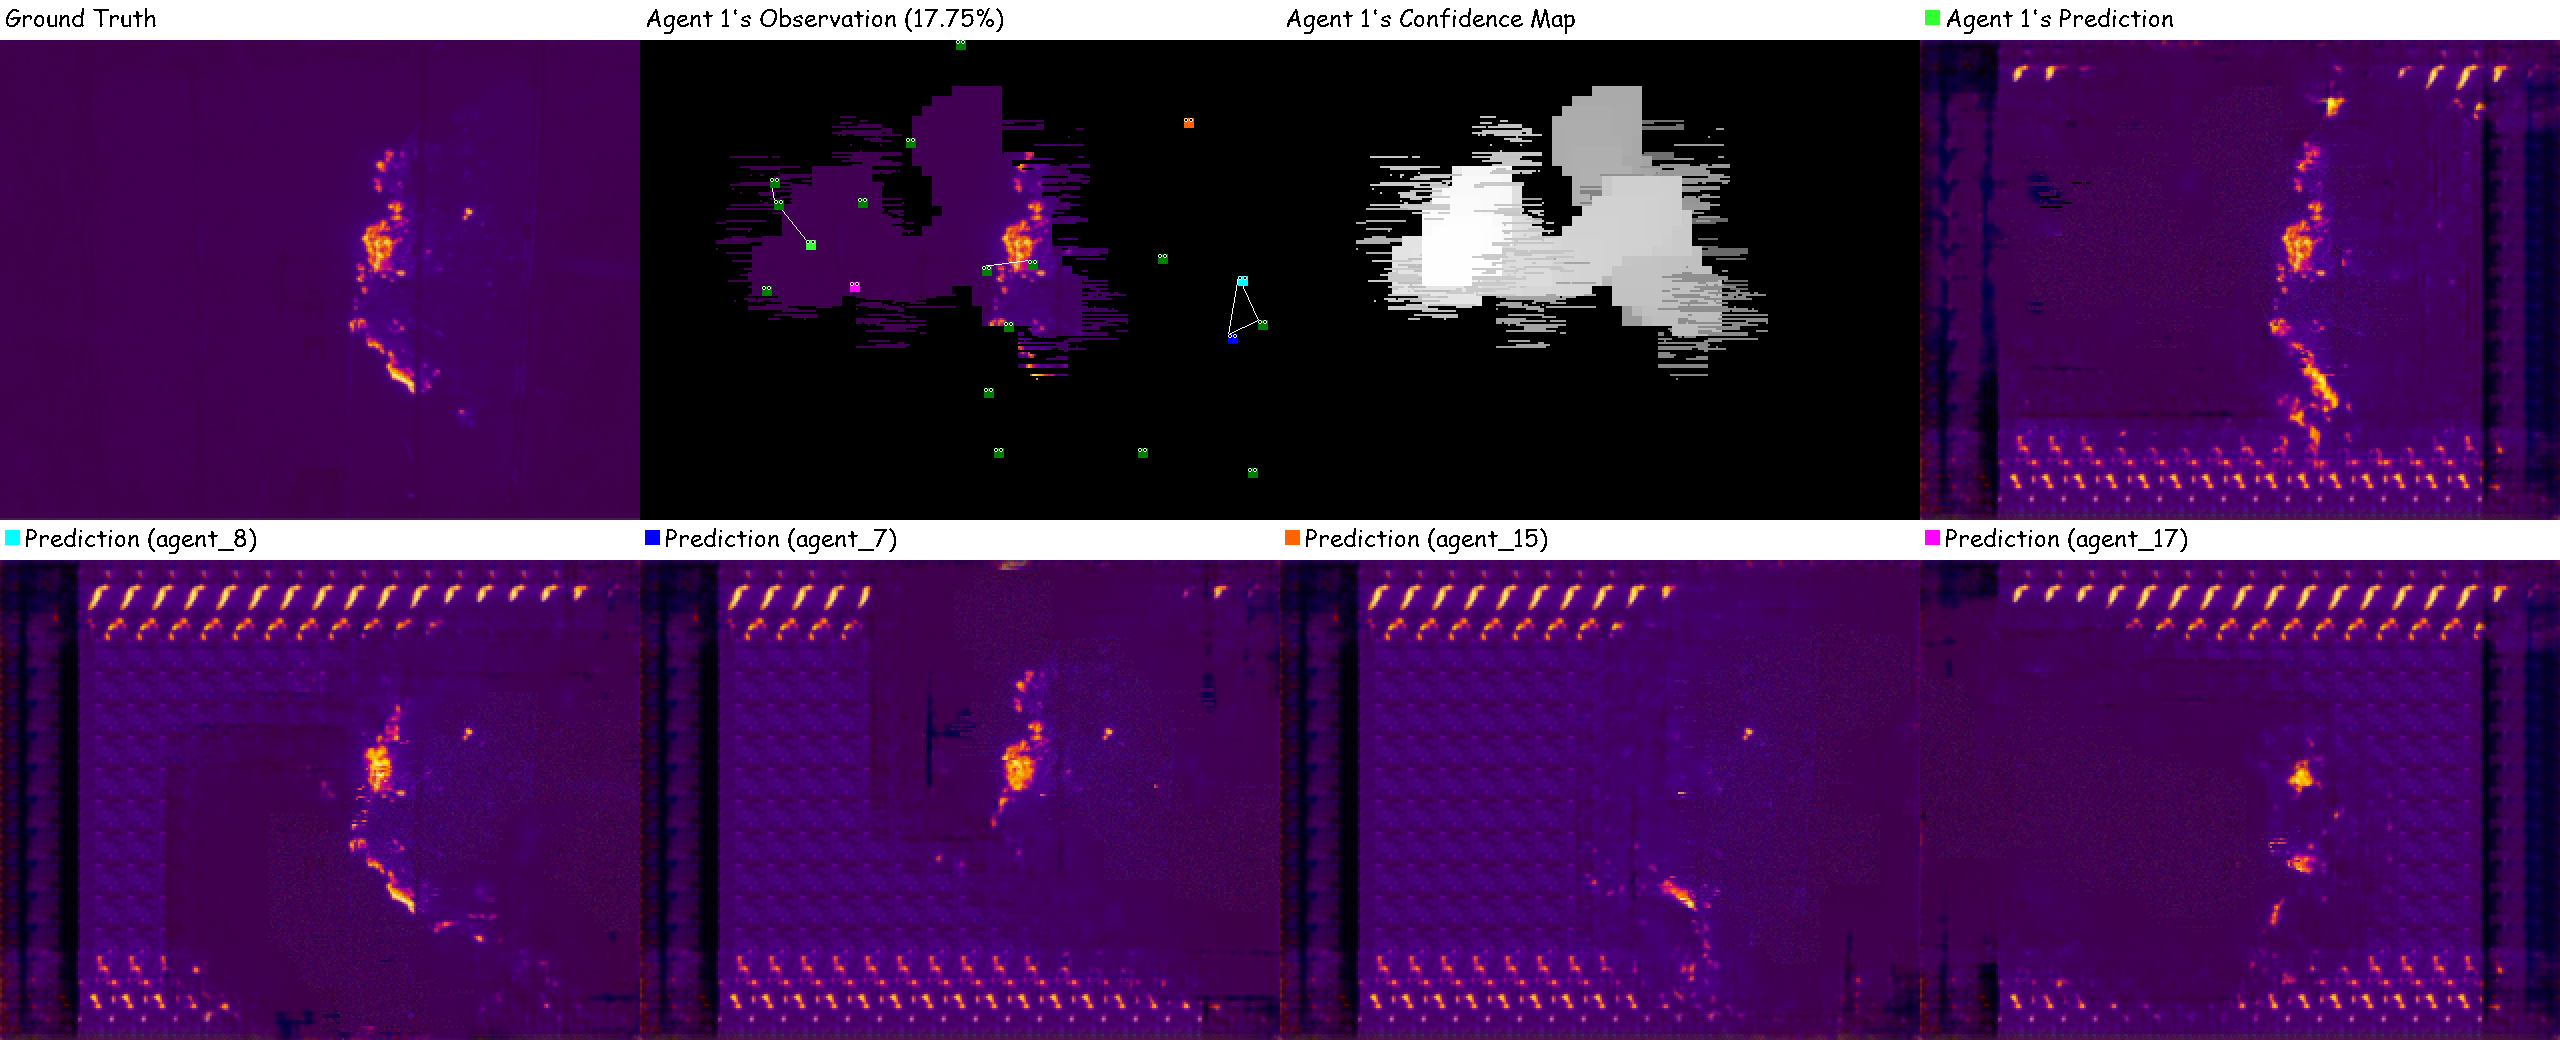 Ground Truth
Agent 1's Observation (17.75%)
Agent 1's Confidence Map
Agent 1's Prediction
Prediction (agent_8)
Prediction (agent_7)
Prediction (agent_15)
Prediction (agent_17)